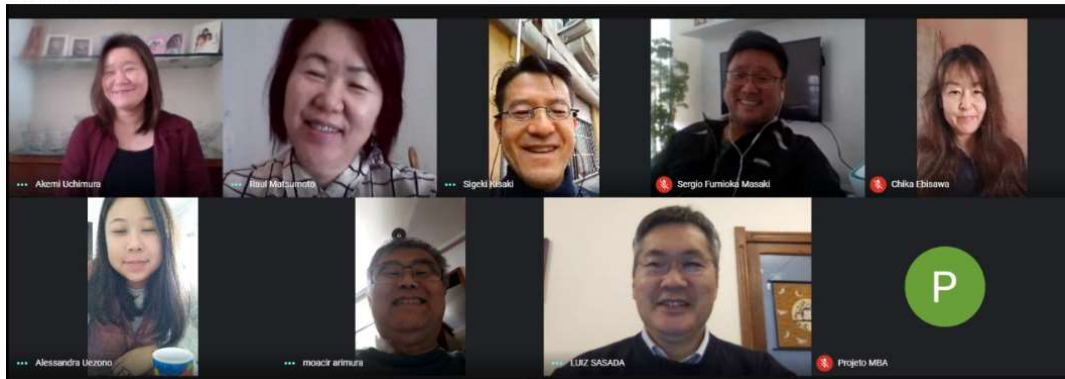 Akemi Uchimura
Raul Matsumoto
Sigeki Kisaki
Sergio Fumioka Masaki
Chika Ebisawa
P
Alessandra Uezono
moacir arimura
LUIZ SASADA
Projeto MBA